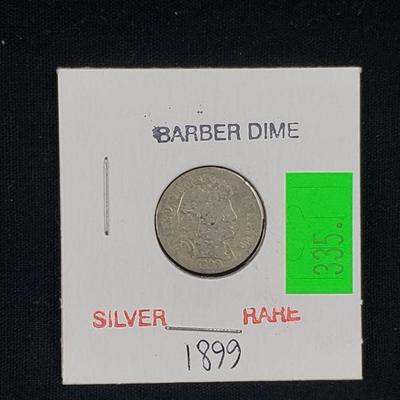 BARBER DIME
335.
SILVER RARE
1899